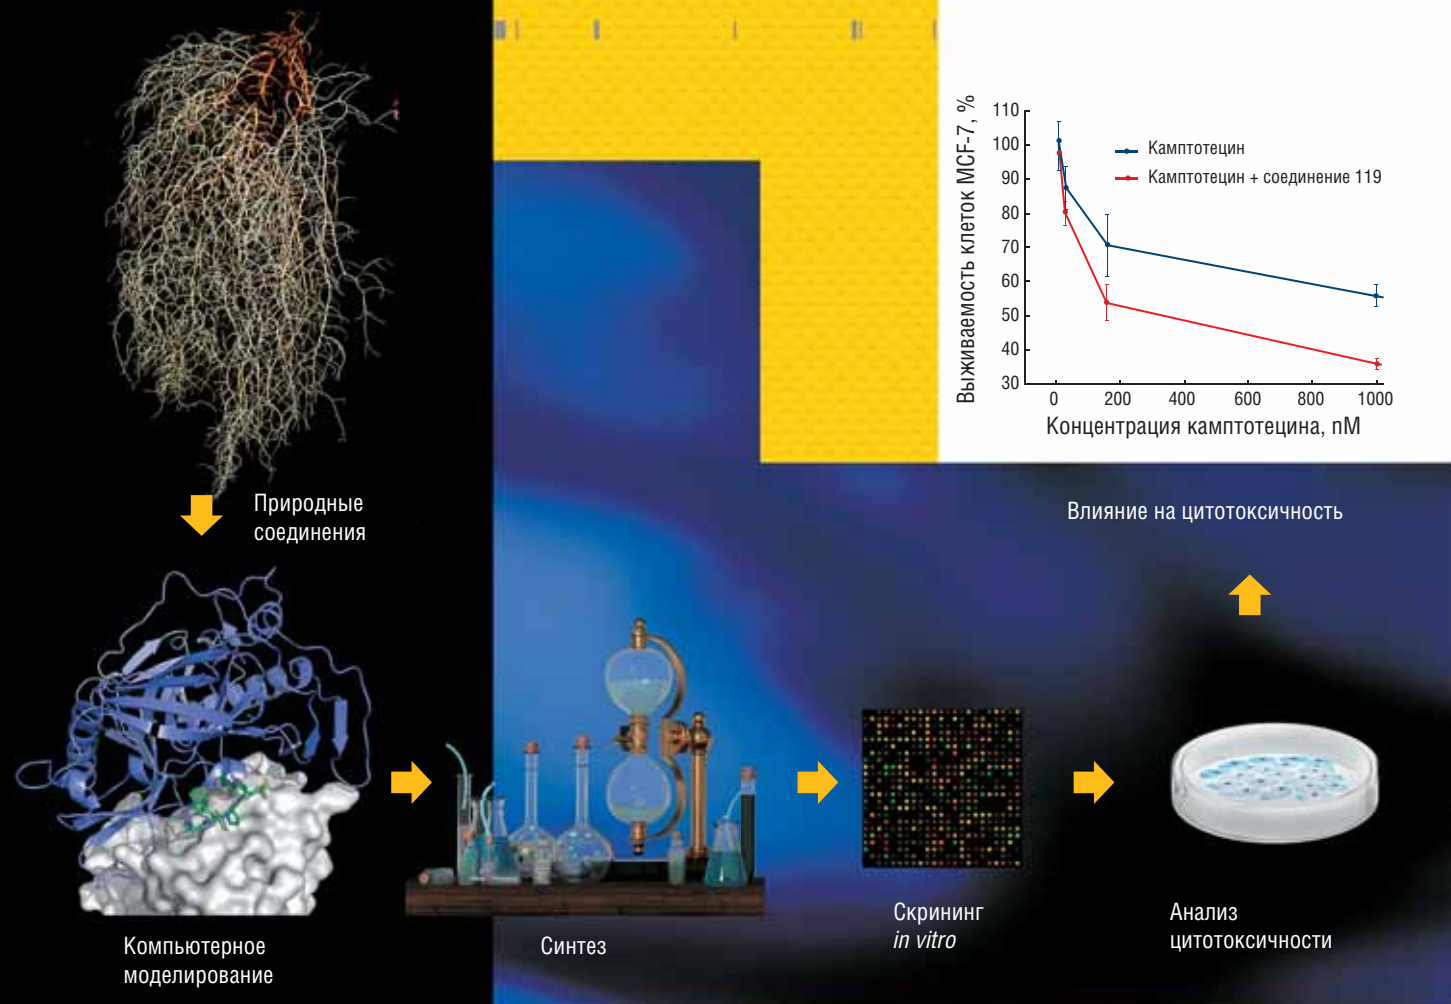 Выживаемость клеток MCF-7, %
110
100
90
80
70
60
50
40
30
Камптотецин
Камптотецин + соединение 119
0 200 400 600 800 1000
Концентрация камптотецина, nM
Природные
соединения
Влияние на цитотоксичность
Компьютерное
моделирование
Синтез
Скрининг
in vitro
Анализ
цитотоксичности